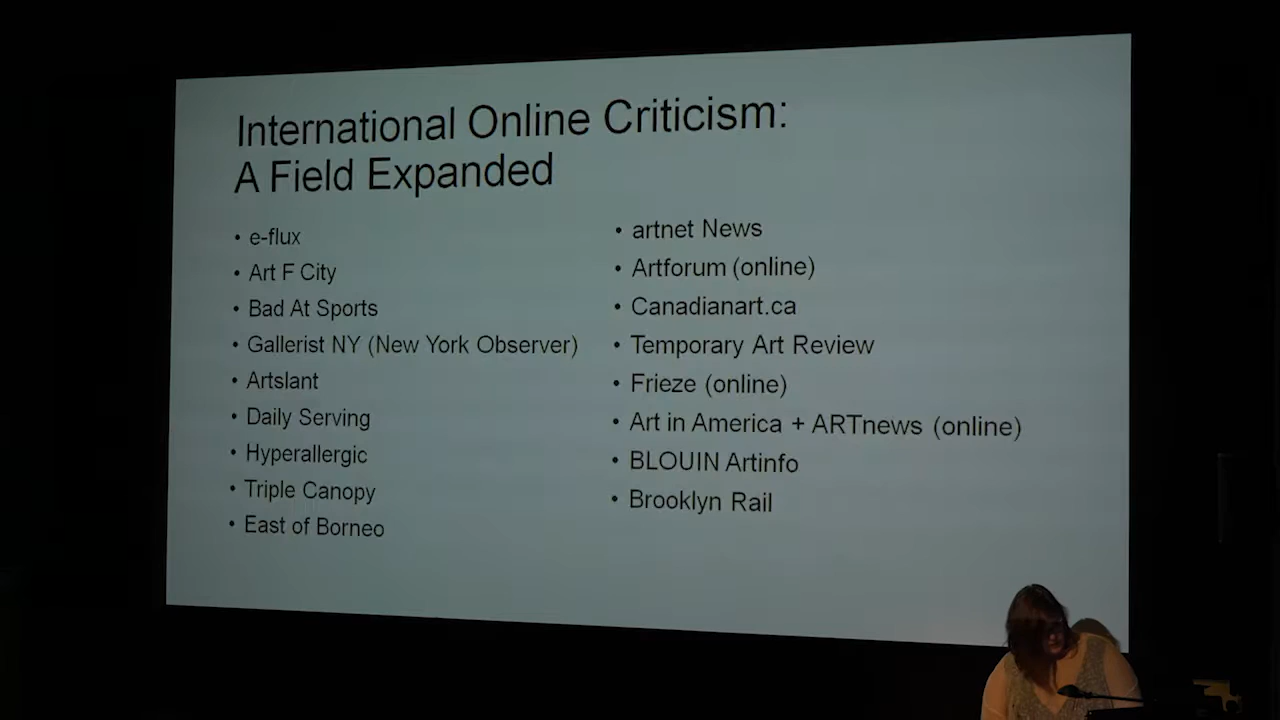 International Online Criticism:
A Field Expanded
• e-flux
• Art F City
• Bad At Sports
• Gallerist NY (New York Observer)
• Artslant
• Daily Serving
• Hyperallergic
• Triple Canopy
• East of Borneo
• artnet News
• Artforum (online)
• Canadianart.ca
• Temporary Art Review
• Frieze (online)
• Art in America + ARTnews (online)
• BLOUIN Artinfo
• Brooklyn Rail